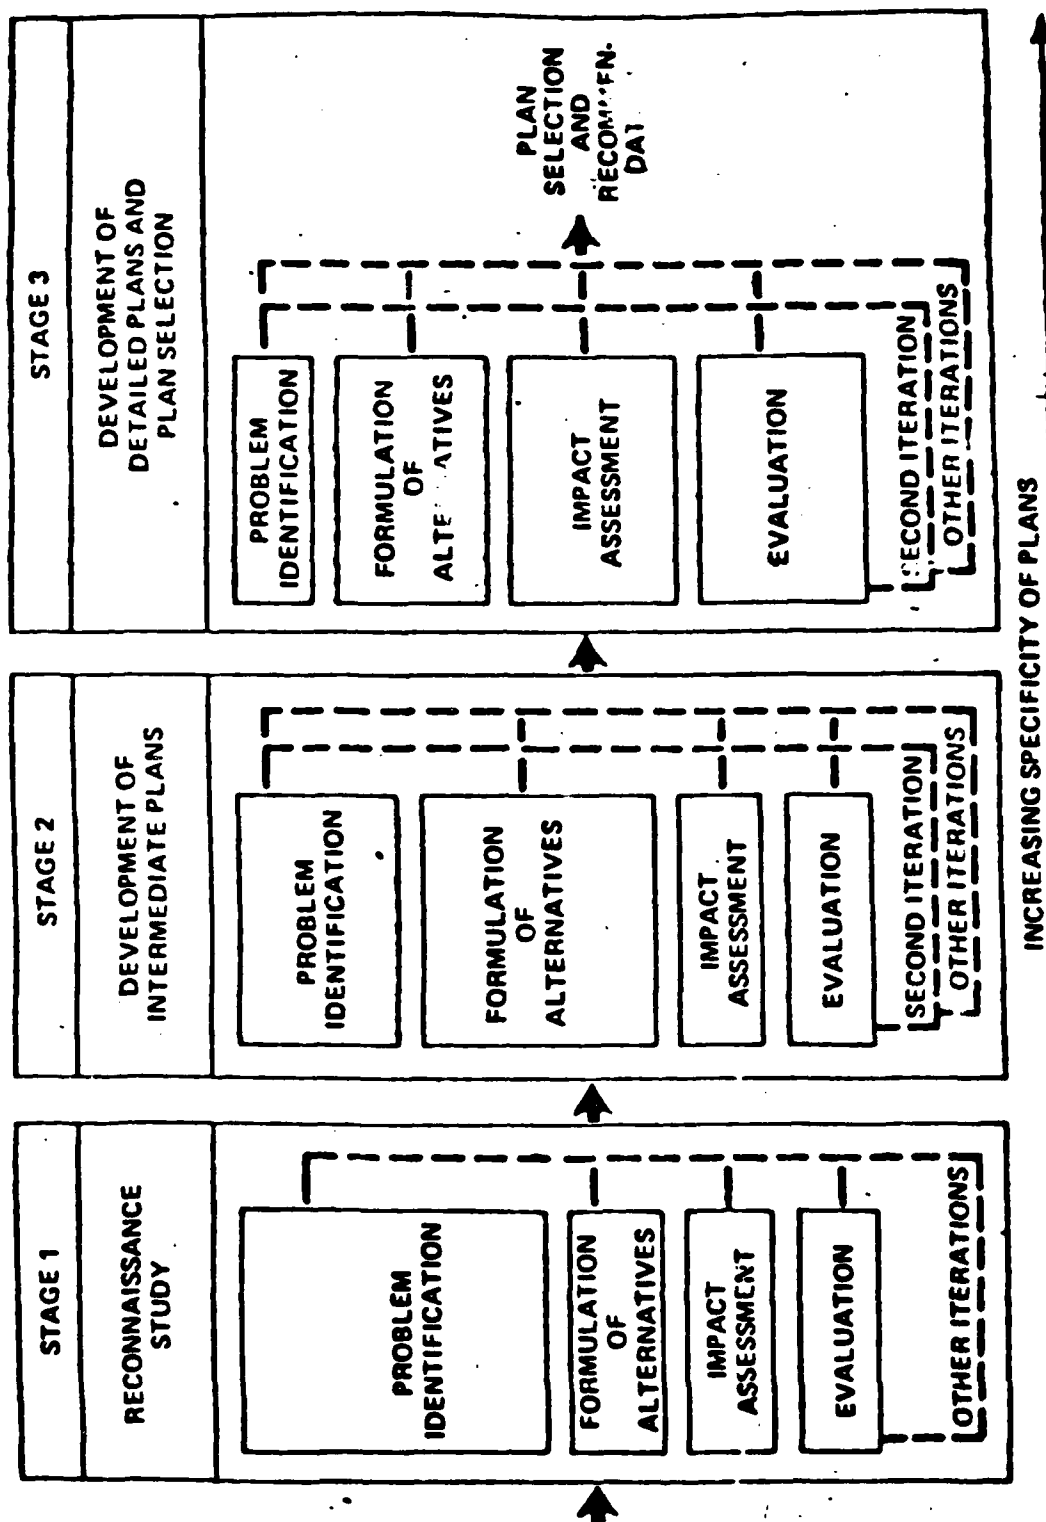 STAGE 1
RECONNAISSANCE
STUDY
PROBLEM
IDENTIFICATION
FORMULATION
OF
ALTERNATIVES
IMPACT
ASSESSMENT
EVALUATION
OTHER ITERATIONS
STAGE 2
DEVELOPMENT OF
INTERMEDIATE PLANS
PROBLEM
IDENTIFICATION
FORMULATION
OF
ALTERNATIVES
IMPACT
ASSESSMENT
EVALUATION
SECOND ITERATION
OTHER ITERATIONS
STAGE 3
DEVELOPMENT OF
DETAILED PLANS AND
PLAN SELECTION
PROBLEM
IDENTIFICATION
FORMULATION
OF
IMPACT
ASSESSMENT
EVALUATION
SECOND ITERATION
OTHER ITERATIONS
PLAN
SELECTION
AND
INCREASING SPECIFICITY OF PLANS